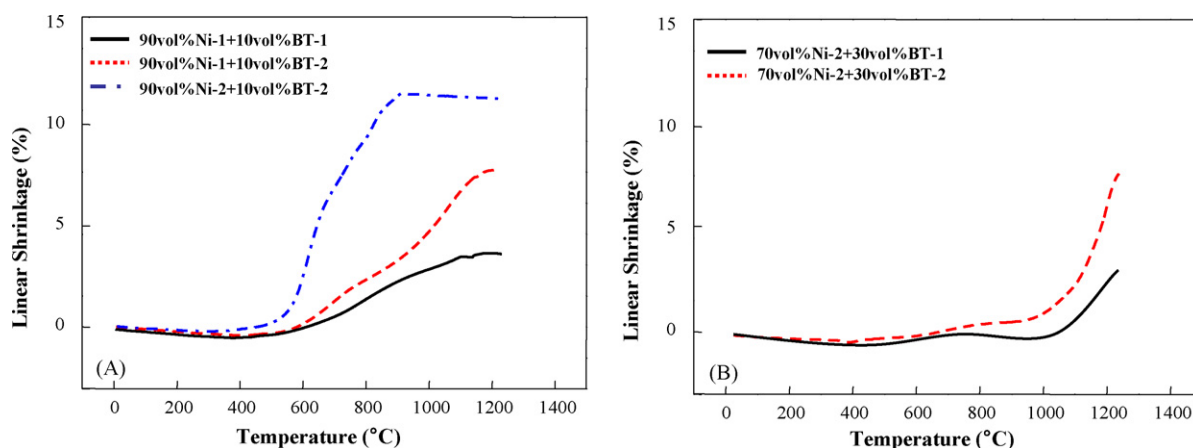 15
90vol%Ni-1+10vol%BT-1
90vol%Ni-1+10vol%BT-2
90vol%Ni-2+10vol%BT-2
10
5
0
Linear Shrinkage (%)
(A)
0 200 400 600 800 1000 1200 1400
Temperature (°C)
15
70vol%Ni-2+30vol%BT-1
70vol%Ni-2+30vol%BT-2
10
5
0
Linear Shrinkage (%)
(B)
0 200 400 600 800 1000 1200 1400
Temperature (°C)